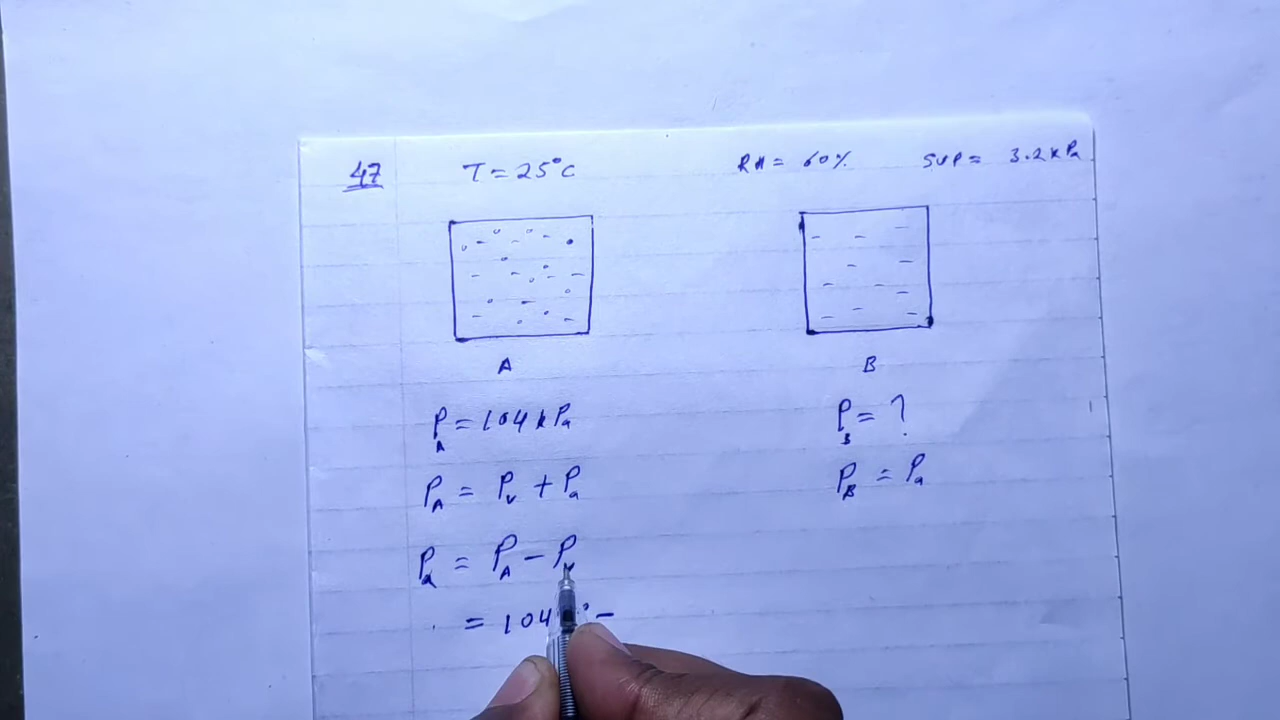 47 T = 25°C RH = 60% SVP = 3.2 kPa
A B
P_A = 104 kPa P_B = ?
P_A = P_v + P_a P_B = P_a
P_a = P_A - P_v
= 104 -